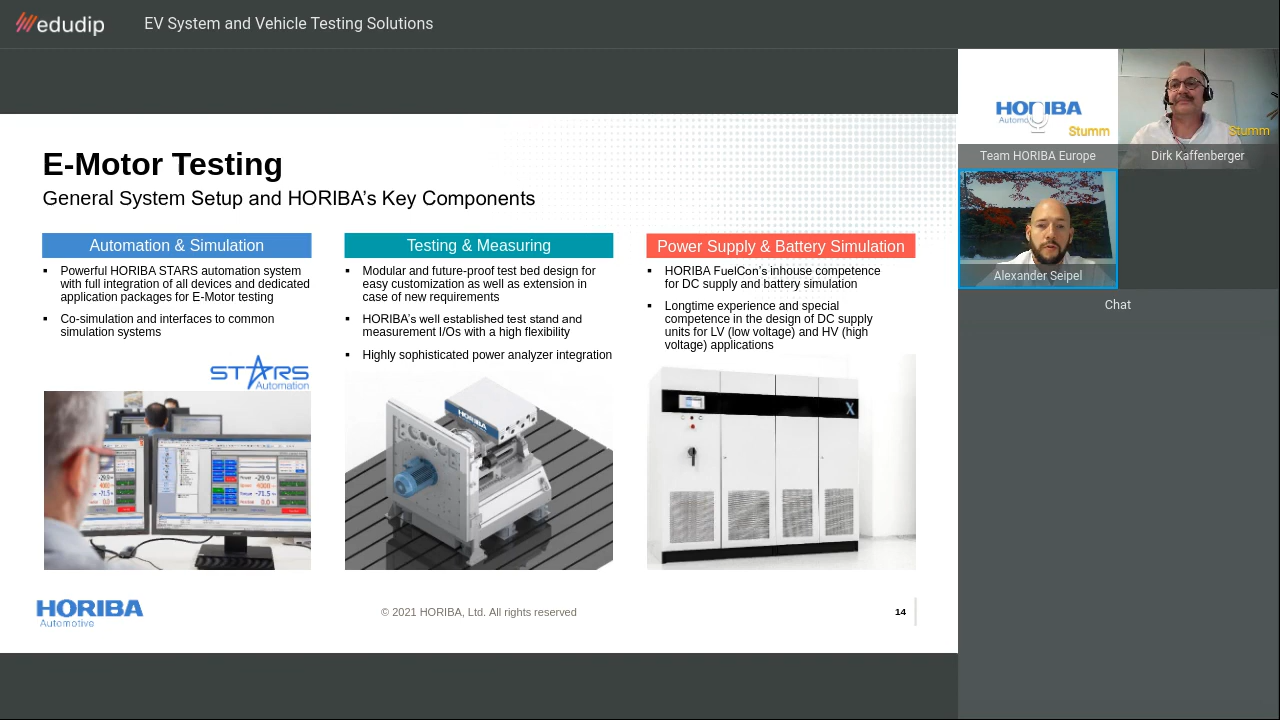 edudip
EV System and Vehicle Testing Solutions
HORIBA
Automo
Stumm
Team HORIBA Europe
Stumm
Dirk Kaffenberger
Alexander Seipel
Chat
E-Motor Testing
General System Setup and HORIBA's Key Components
Automation & Simulation
▪ Powerful HORIBA STARS automation system
with full integration of all devices and dedicated
application packages for E-Motor testing
▪ Co-simulation and interfaces to common
simulation systems
STARS
Automation
Testing & Measuring
▪ Modular and future-proof test bed design for
easy customization as well as extension in
case of new requirements
▪ HORIBA's well established test stand and
measurement I/Os with a high flexibility
▪ Highly sophisticated power analyzer integration
HORIBA
Power Supply & Battery Simulation
▪ HORIBA FuelCon's inhouse competence
for DC supply and battery simulation
▪ Longtime experience and special
competence in the design of DC supply
units for LV (low voltage) and HV (high
voltage) applications
X
HORIBA
Automotive
© 2021 HORIBA, Ltd. All rights reserved
14